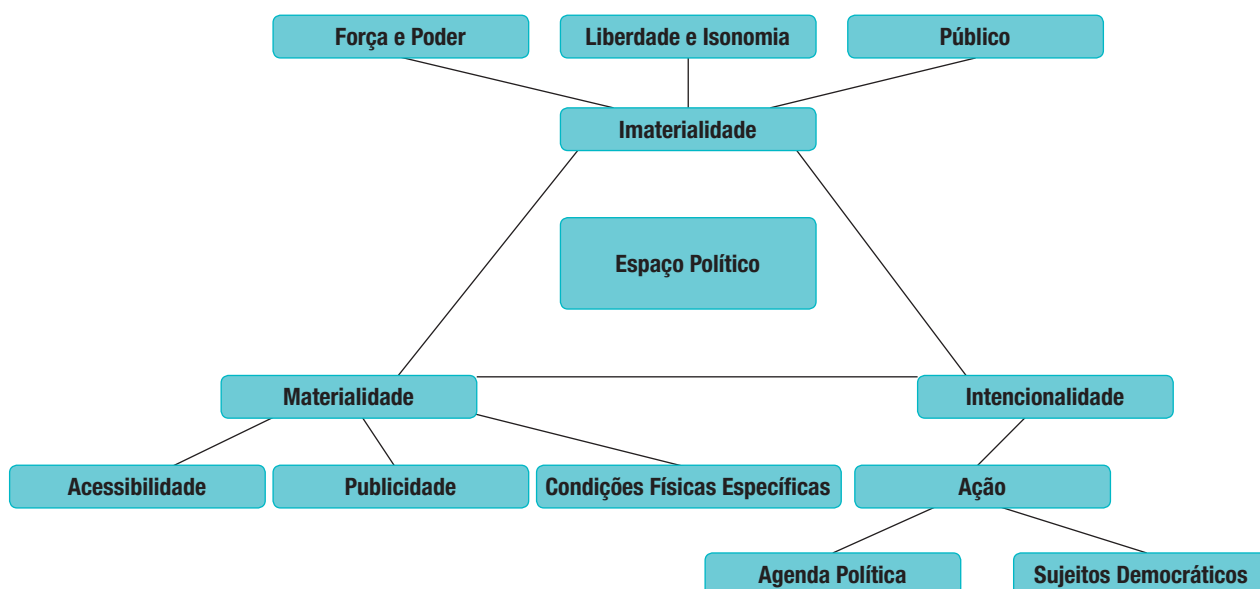 Força e Poder
Liberdade e Isonomia
Público
Imaterialidade
Espaço Político
Materialidade
Intencionalidade
Acessibilidade
Publicidade
Condições Físicas Específicas
Ação
Agenda Política
Sujeitos Democráticos